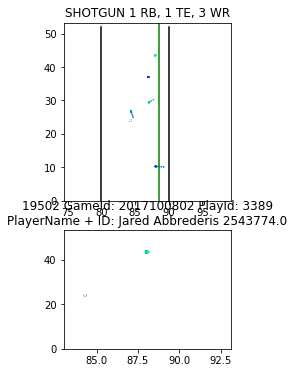 SHOTGUN 1 RB, 1 TE, 3 WR
50
40
30
20
10
0
75 80 85 90 95
19502 GameId: 2017100802 PlayId: 3389
PlayerName + ID: Jared Abbrederis 2543774.0
40
20
0
85.0 87.5 90.0 92.5